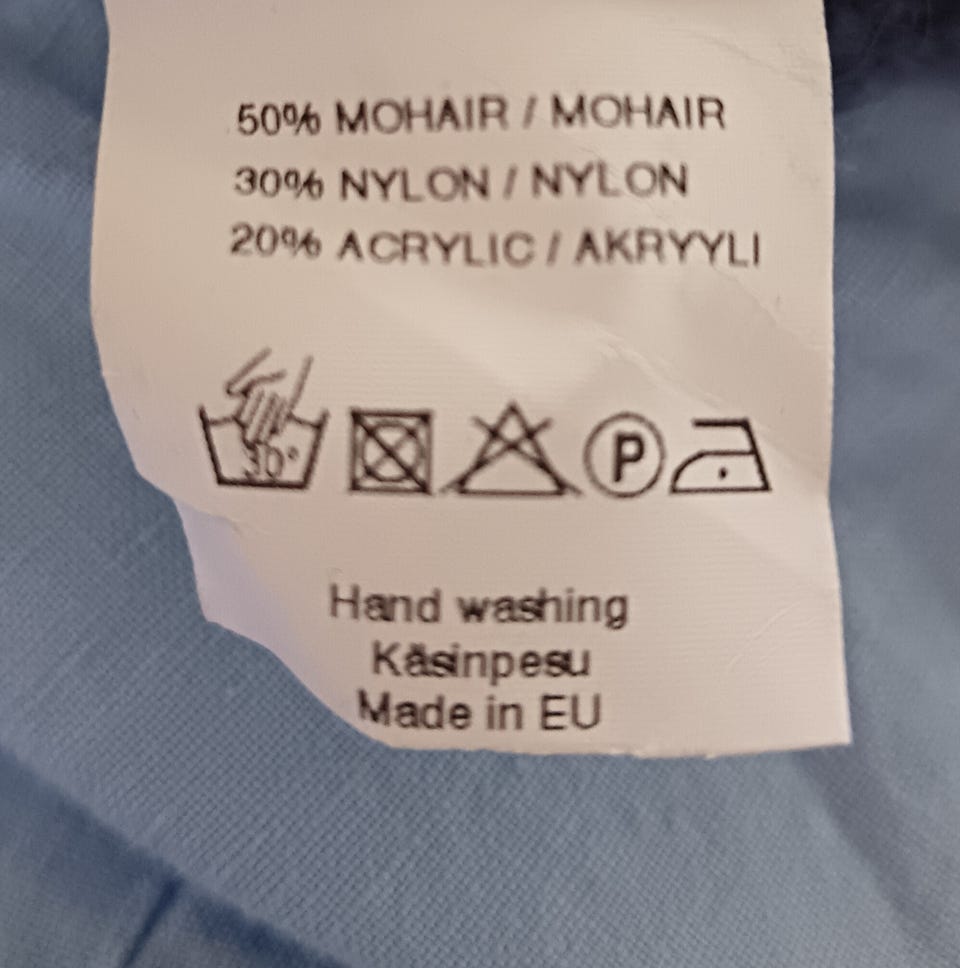 50% MOHAIR / MOHAIR
30% NYLON / NYLON
20% ACRYLIC / AKRYYLI
30°
P
Hand washing
Käsinpesu
Made in EU